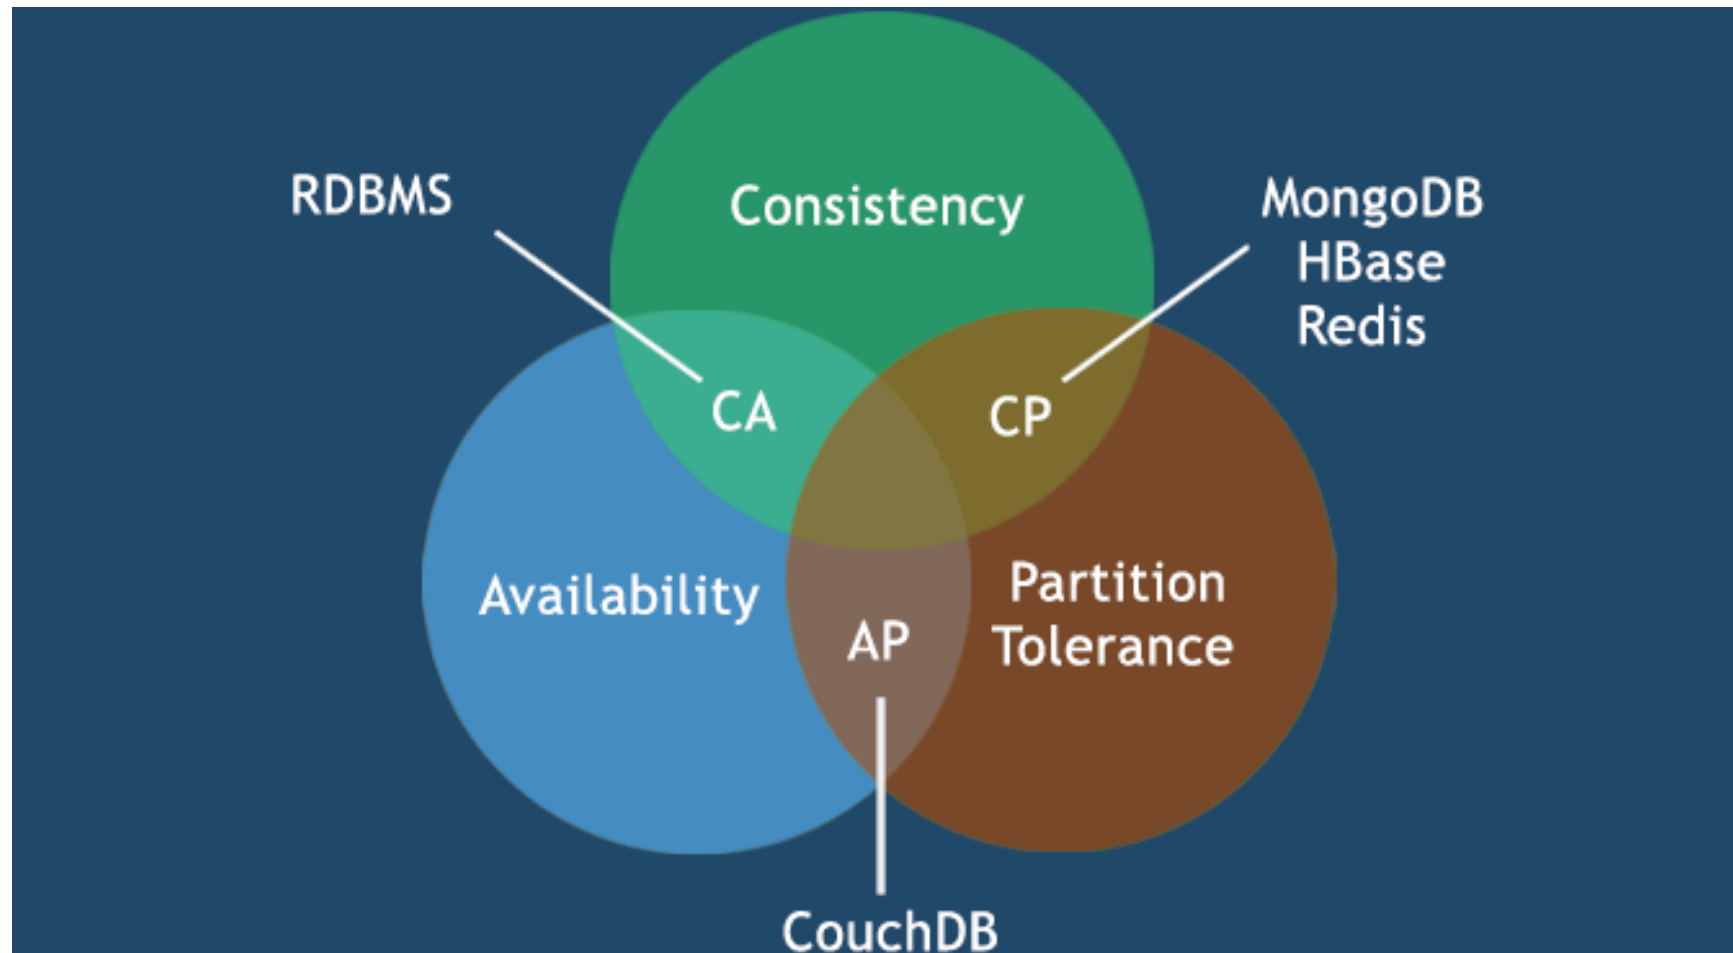 RDBMS
Consistency
MongoDB
HBase
Redis
CA
CP
Availability
Partition
Tolerance
AP
CouchDB